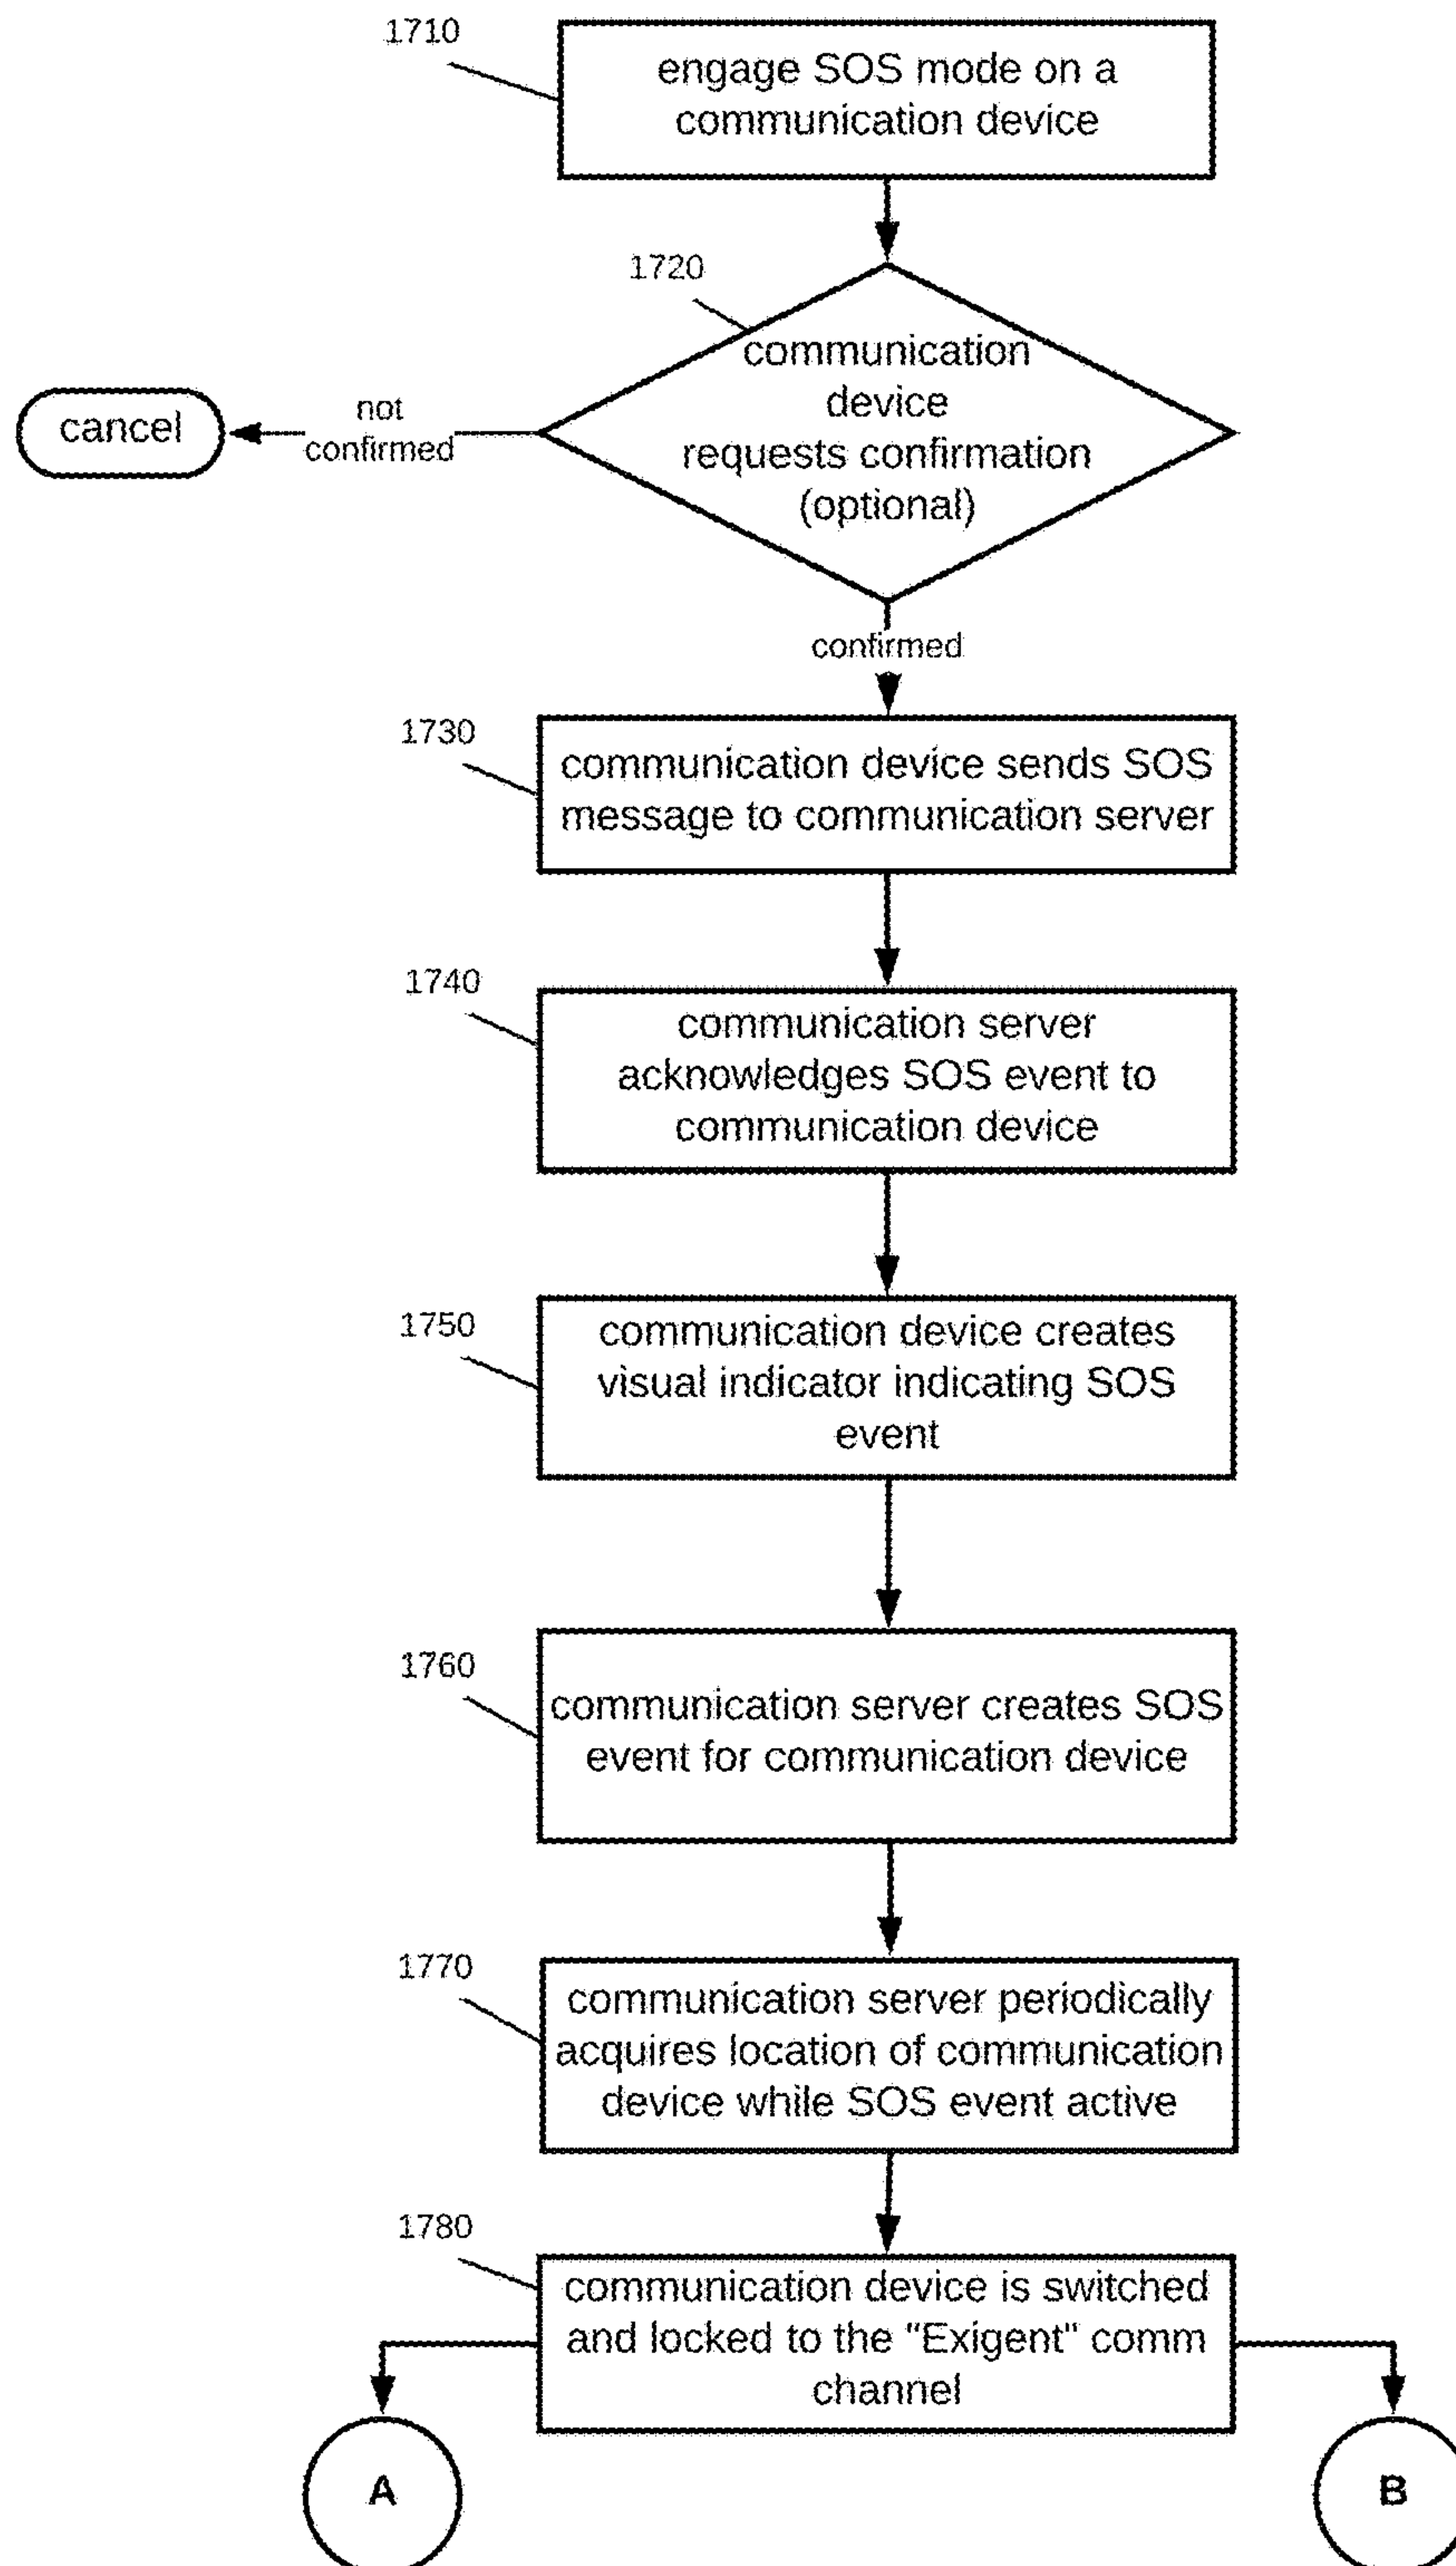 1710
engage SOS mode on a
communication device
1720
communication
device
requests confirmation
(optional)
cancel
not
confirmed
confirmed
1730
communication device sends SOS
message to communication server
1740
communication server
acknowledges SOS event to
communication device
1750
communication device creates
visual indicator indicating SOS
event
1760
communication server creates SOS
event for communication device
1770
communication server periodically
acquires location of communication
device while SOS event active
1780
communication device is switched
and locked to the "Exigent" comm
channel
A
B